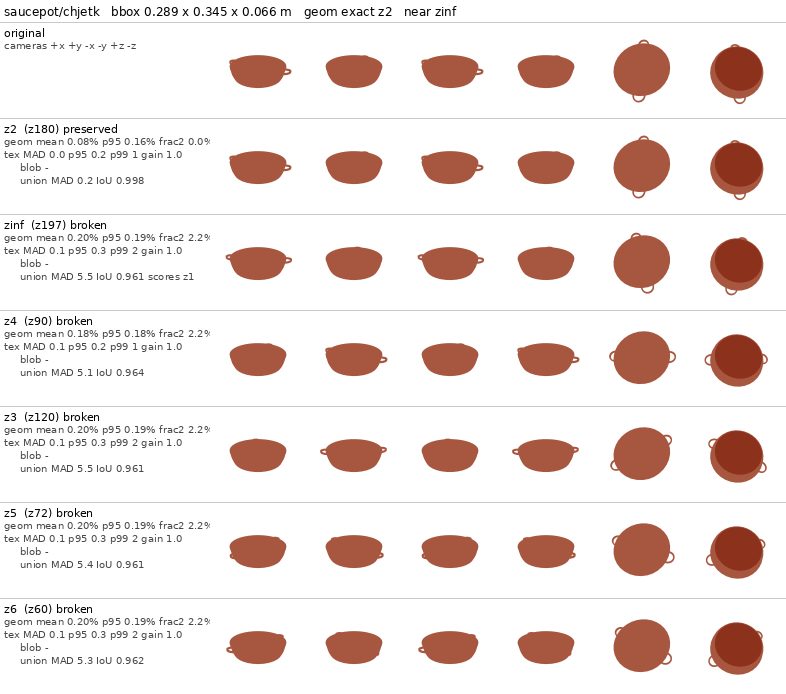 saucepot/chjetk bbox 0.289 x 0.345 x 0.066 m geom exact z2 near zinf
original
cameras +x +y -x -y +z -z
z2 (z180) preserved
geom mean 0.08% p95 0.16% frac2 0.0%
tex MAD 0.0 p95 0.2 p99 1 gain 1.0
blob -
union MAD 0.2 IoU 0.998
zinf (z197) broken
geom mean 0.20% p95 0.19% frac2 2.2%
tex MAD 0.1 p95 0.3 p99 2 gain 1.0
blob -
union MAD 5.5 IoU 0.961 scores z1
z4 (z90) broken
geom mean 0.18% p95 0.18% frac2 2.2%
tex MAD 0.1 p95 0.2 p99 1 gain 1.0
blob -
union MAD 5.1 IoU 0.964
z3 (z120) broken
geom mean 0.20% p95 0.19% frac2 2.2%
tex MAD 0.1 p95 0.3 p99 2 gain 1.0
blob -
union MAD 5.5 IoU 0.961
z5 (z72) broken
geom mean 0.20% p95 0.19% frac2 2.2%
tex MAD 0.1 p95 0.3 p99 2 gain 1.0
blob -
union MAD 5.4 IoU 0.961
z6 (z60) broken
geom mean 0.20% p95 0.19% frac2 2.2%
tex MAD 0.1 p95 0.3 p99 2 gain 1.0
blob -
union MAD 5.3 IoU 0.962